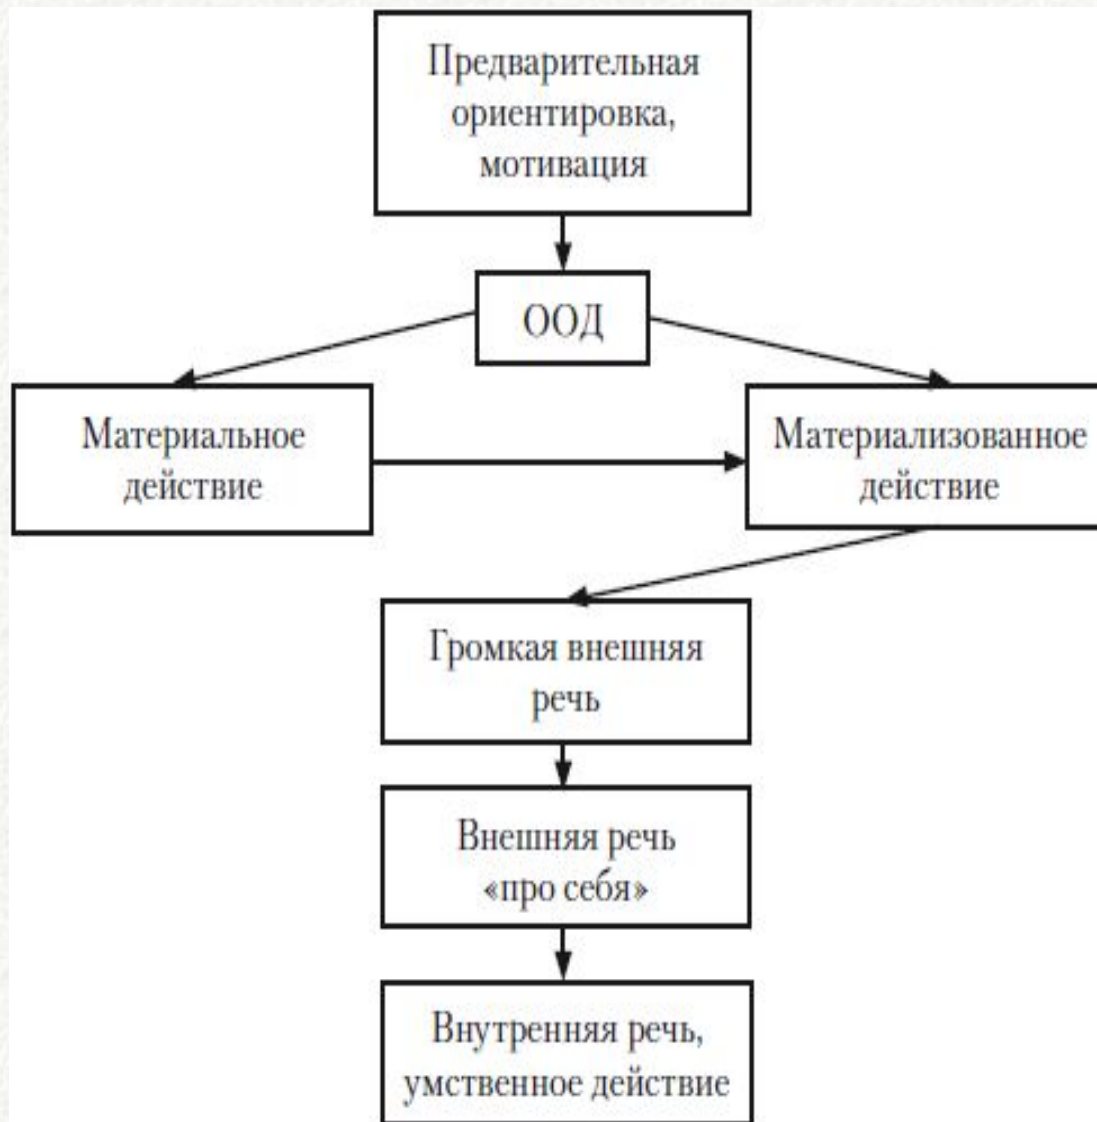 Предварительная
ориентировка,
мотивация
ООД
Материальное
действие
Материализованное
действие
Громкая внешняя
речь
Внешняя речь
«про себя»
Внутренняя речь,
умственное действие